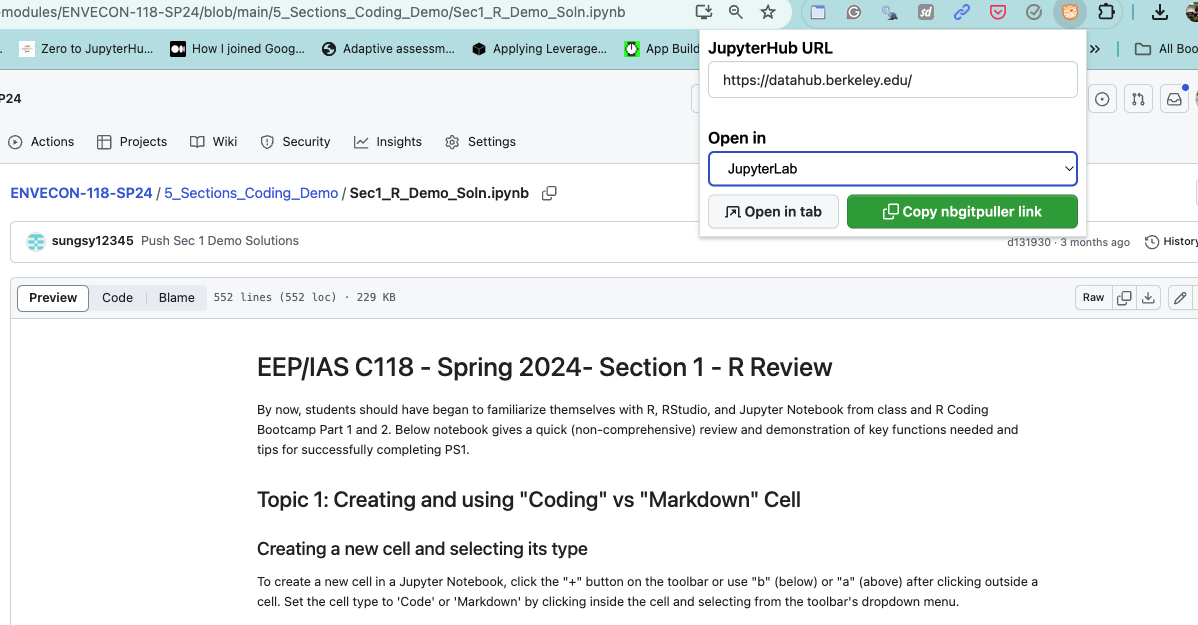 -modules/ENVECON-118-SP24/blob/main/5_Sections_Coding_Demo/Sec1_R_Demo_Soln.ipynb
Zero to JupyterHu... How I joined Goog... Adaptive assessm... Applying Leverage... App Build » All Boo
JupyterHub URL
https://datahub.berkeley.edu/
P24
Open in
Actions Projects Wiki Security Insights Settings
JupyterLab
ENVECON-118-SP24 / 5_Sections_Coding_Demo / Sec1_R_Demo_Soln.ipynb
Open in tab Copy nbgitpuller link
sungsy12345 Push Sec 1 Demo Solutions
d131930 · 3 months ago History
Preview Code Blame 552 lines (552 loc) · 229 KB Raw
EEP/IAS C118 - Spring 2024- Section 1 - R Review
By now, students should have began to familiarize themselves with R, RStudio, and Jupyter Notebook from class and R Coding
Bootcamp Part 1 and 2. Below notebook gives a quick (non-comprehensive) review and demonstration of key functions needed and
tips for successfully completing PS1.
Topic 1: Creating and using "Coding" vs "Markdown" Cell
Creating a new cell and selecting its type
To create a new cell in a Jupyter Notebook, click the "+" button on the toolbar or use "b" (below) or "a" (above) after clicking outside a
cell. Set the cell type to 'Code' or 'Markdown' by clicking inside the cell and selecting from the toolbar's dropdown menu.